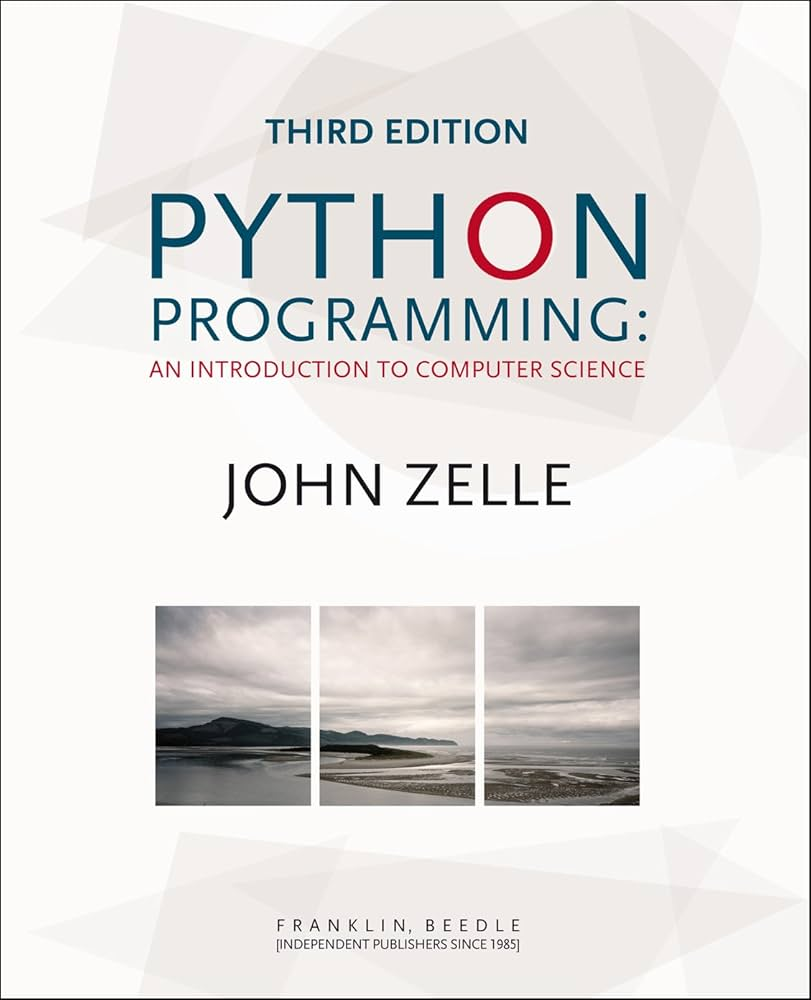 THIRD EDITION
PYTHON
PROGRAMMING:
AN INTRODUCTION TO COMPUTER SCIENCE
JOHN ZELLE
FRANKLIN, BEEDLE
[INDEPENDENT PUBLISHERS SINCE 1985]